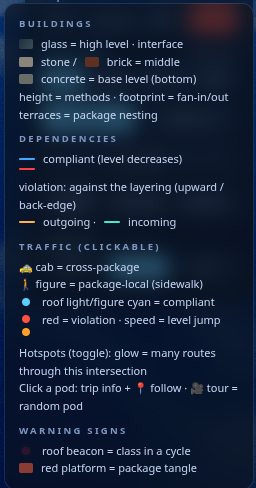 BUILDINGS
glass = high level · interface
stone / brick = middle
concrete = base level (bottom)
height = methods · footprint = fan-in/out
terraces = package nesting
DEPENDENCIES
compliant (level decreases)
violation: against the layering (upward /
back-edge)
outgoing · incoming
TRAFFIC (CLICKABLE)
🚕 cab = cross-package
🚶 figure = package-local (sidewalk)
roof light/figure cyan = compliant
red = violation · speed = level jump
Hotspots (toggle): glow = many routes
through this intersection
Click a pod: trip info + 📍 follow · 🎥 tour =
random pod
WARNING SIGNS
roof beacon = class in a cycle
red platform = package tangle